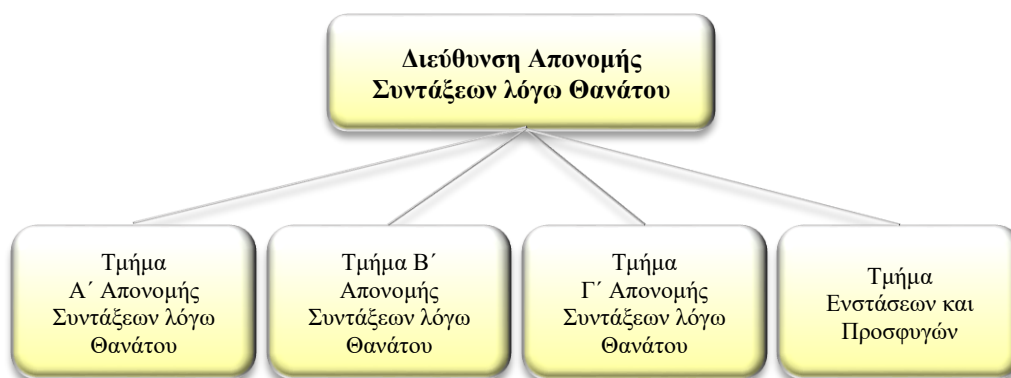 Διεύθυνση Απονομής
Συντάξεων λόγω Θανάτου
Τμήμα
Α΄ Απονομής
Συντάξεων λόγω
Θανάτου
Τμήμα Β΄
Απονομής
Συντάξεων λόγω
Θανάτου
Τμήμα
Γ΄ Απονομής
Συντάξεων λόγω
Θανάτου
Τμήμα
Ενστάσεων και
Προσφυγών